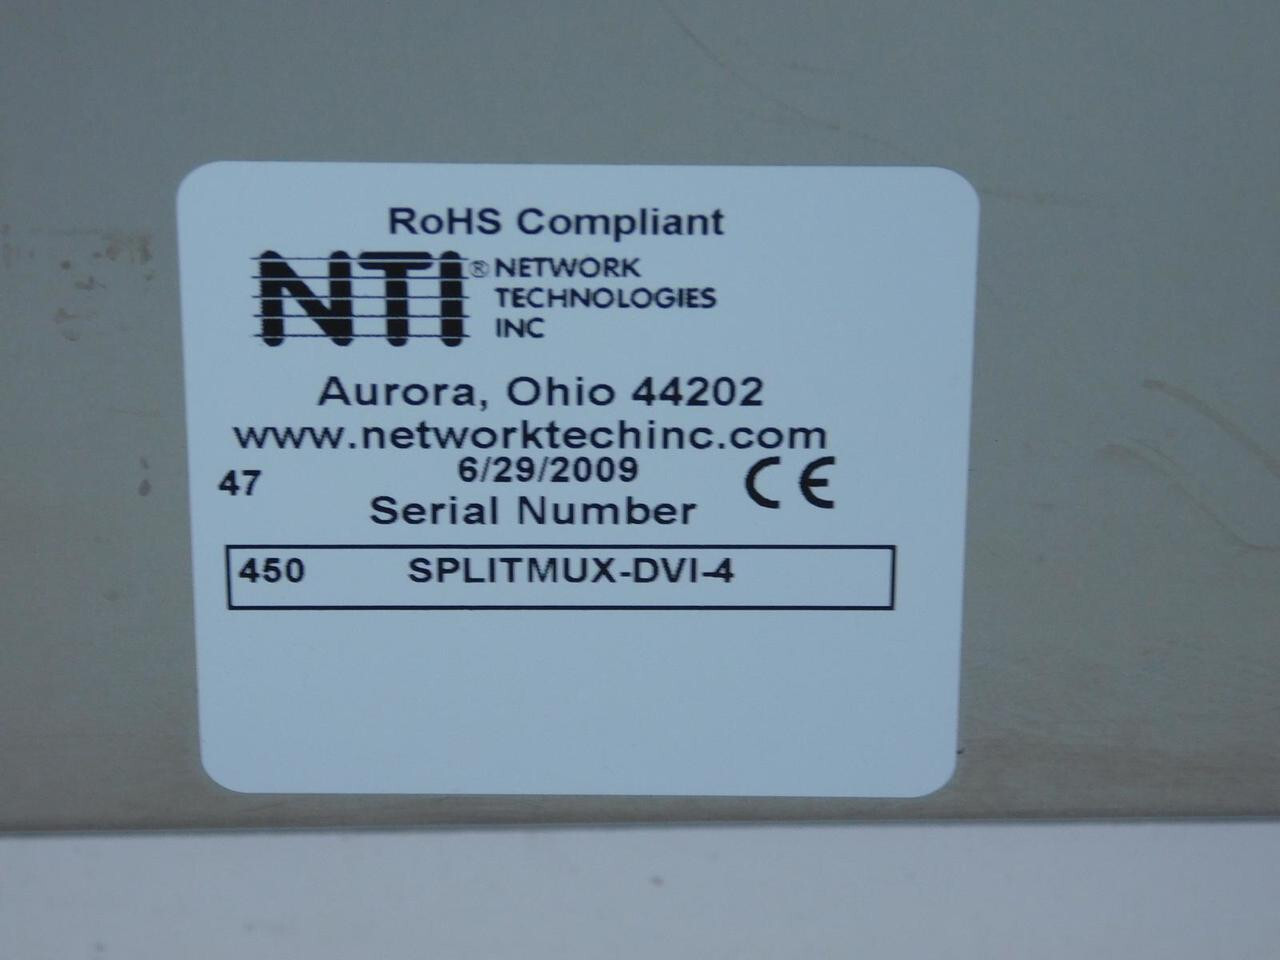 RoHS Compliant
NTI® NETWORK
TECHNOLOGIES
INC
Aurora, Ohio 44202
www.networktechinc.com
47 6/29/2009 CE
Serial Number
450 SPLITMUX-DVI-4